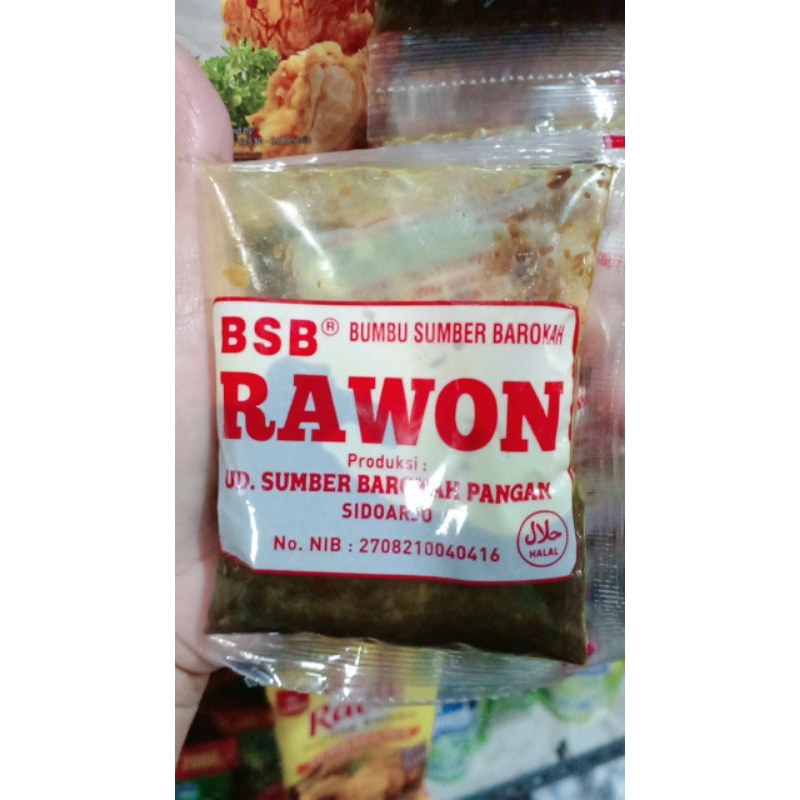 BSB® BUMBU SUMBER BAROKAH
RAWON
Produksi :
UD. SUMBER BAROKAH PANGAN
SIDOARJO
No. NIB : 2708210040416
حلال
HALAL